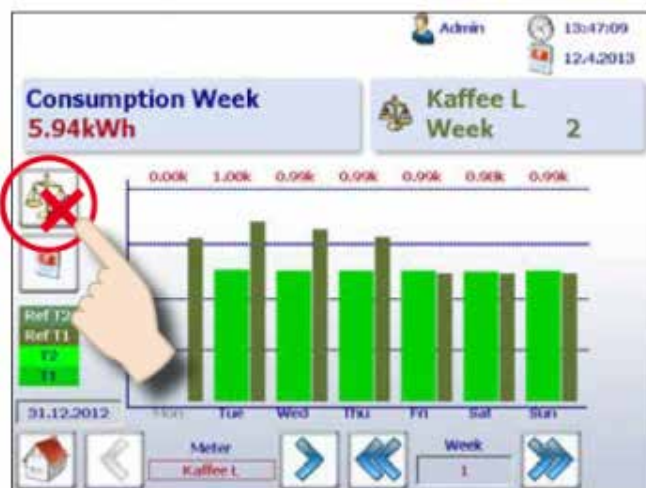 Admin
13:47:09
12.4.2013
Consumption Week
5.94kWh
Kaffee L
Week 2
0.00k 1.00k 0.99k 0.99k 0.99k 0.98k 0.99k
Ref T2
Ref T1
T2
T1
31.12.2012
Mon Tue Wed Thu Fri Sat Sun
Meter
Kaffee L
Week
1